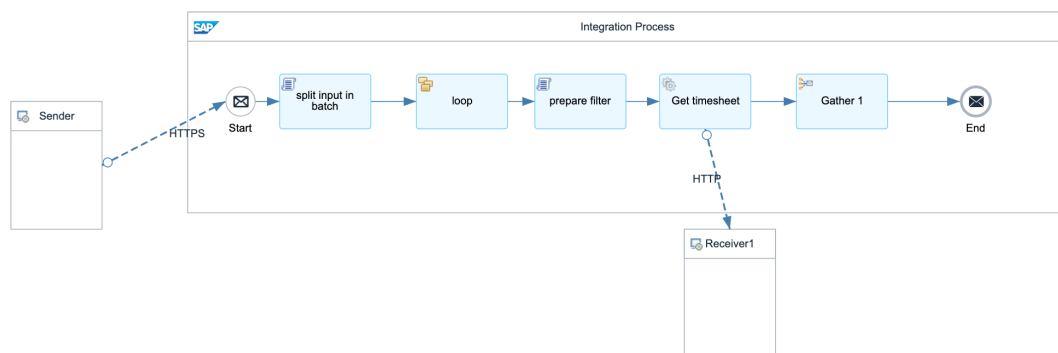 SAP
Integration Process
Sender
HTTPS
Start
split input in
batch
loop
prepare filter
Get timesheet
Gather 1
End
HTTP
Receiver1